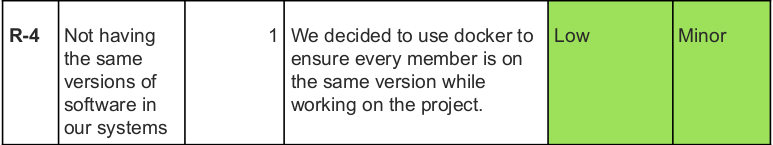 R-4
Not having
the same
versions of
software in
our systems
1
We decided to use docker to
ensure every member is on
the same version while
working on the project.
Low
Minor